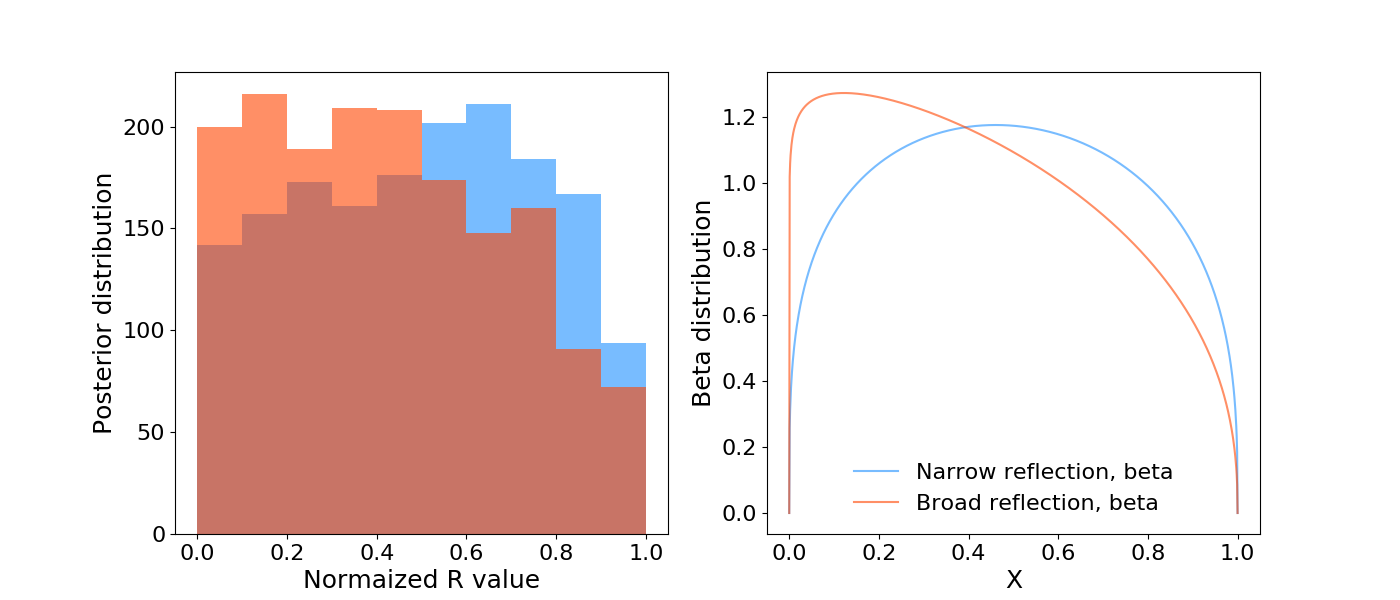 Posterior distribution
200
150
100
50
0
0.0 0.2 0.4 0.6 0.8 1.0
Normaized R value
Beta distribution
1.2
1.0
0.8
0.6
0.4
0.2
0.0
Narrow reflection, beta
Broad reflection, beta
0.0 0.2 0.4 0.6 0.8 1.0
X